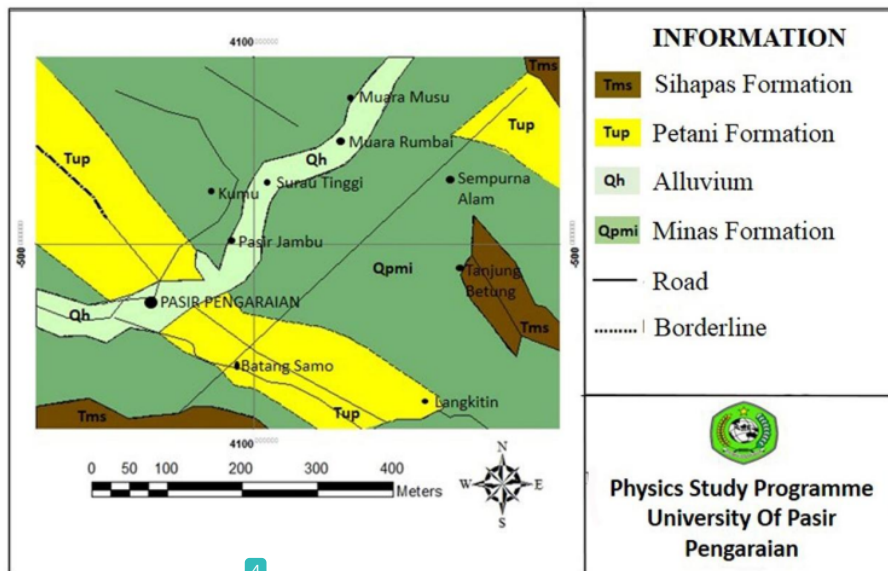 4100000000
Tms
Muara Musu
Tup
Muara Rumbai
Tup
Qh
Surau Tinggi
Sempurna
Alam
Kumu
Pasir Jambu
-500
-500
Qpmi
Tanjung
Betung
PASIR PENGARAIAN
Qh
Tms
Batang Samo
Langkitin
Tms
Tup
4100000000
0 50 100 200 300 400
Meters
N
W E
S
INFORMATION
Tms Sihapas Formation
Tup Petani Formation
Qh Alluvium
Qpmi Minas Formation
Road
Borderline
Physics Study Programme
University Of Pasir
Pengaraian
4